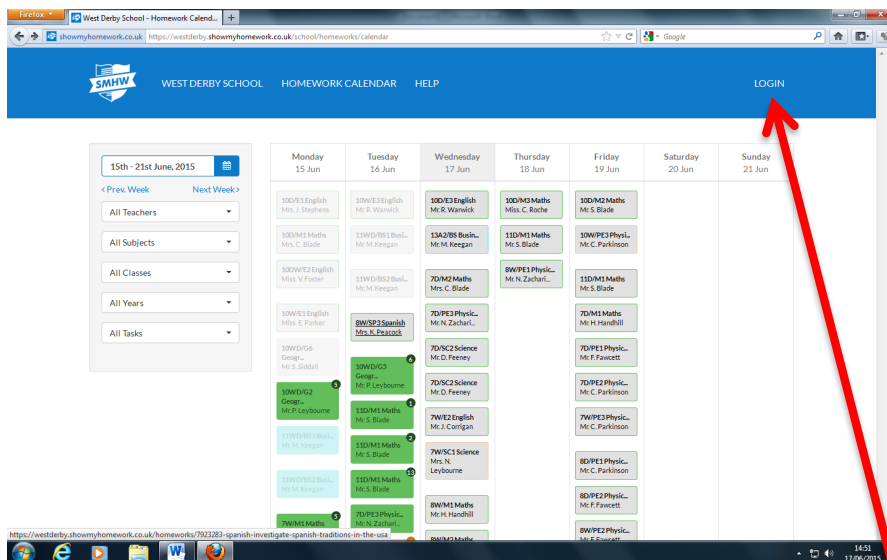 Firefox
West Derby School - Homework Calend...
showmyhomework.co.uk https://westderby.showmyhomework.co.uk/school/homeworks/calendar
Google
SMHW
WEST DERBY SCHOOL HOMEWORK CALENDAR HELP LOGIN
15th - 21st June, 2015
< Prev. Week Next Week >
All Teachers
All Subjects
All Classes
All Years
All Tasks
Monday
15 Jun
10D/E1 English
Mrs. J. Stephens
10D/M1 Maths
Mrs. C. Blade
10DW/E2 English
Miss. V. Foster
10W/E1 English
Miss. E. Parker
10WD/G6
Geogr...
Mr. S. Siddall
5
10WD/G2
Geogr...
Mr. P. Leybourne
11WD/BS1 Busi...
Mr. M. Keegan
11WD/BS2 Busi...
Mr. M. Keegan
5
7W/M1 Maths
Tuesday
16 Jun
10W/E3 English
Mr. R. Warwick
11WD/BS1 Busi...
Mr. M. Keegan
11WD/BS2 Busi...
Mr. M. Keegan
8W/SP3 Spanish
Mrs. K. Peacock
6
10WD/G5
Geogr...
Mr. P. Leybourne
1
11D/M1 Maths
Mr. S. Blade
2
11D/M1 Maths
Mr. S. Blade
13
11D/M1 Maths
Mr. S. Blade
7D/PE3 Physic...
Mr. N. Zachari...
Wednesday
17 Jun
10D/E3 English
Mr. R. Warwick
13A2/BS Busin...
Mr. M. Keegan
7D/M2 Maths
Mrs. C. Blade
7D/PE3 Physic...
Mr. N. Zachari...
7D/SC2 Science
Mr. D. Feeney
7D/SC2 Science
Mr. D. Feeney
7W/E2 English
Mr. J. Corrigan
7W/SC1 Science
Mrs. N.
Leybourne
8W/M1 Maths
Mr. H. Handhill
8W/M2 Maths
Thursday
18 Jun
10D/M3 Maths
Miss. C. Roche
11D/M1 Maths
Mr. S. Blade
8W/PE1 Physic...
Mr. N. Zachari...
Friday
19 Jun
10D/M2 Maths
Mr. S. Blade
10W/PE3 Physi...
Mr. C. Parkinson
11D/M1 Maths
Mr. S. Blade
7D/M1 Maths
Mr. H. Handhill
7D/PE1 Physic...
Mr. F. Fawcett
7D/PE2 Physic...
Mr. C. Parkinson
7W/PE3 Physic...
Mr. C. Parkinson
8D/PE1 Physic...
Mr. C. Parkinson
8D/PE2 Physic...
Mr. F. Fawcett
8W/PE2 Physic...
Mr. F. Fawcett
Saturday
20 Jun
Sunday
21 Jun
https://westderby.showmyhomework.co.uk/homeworks/7923283-spanish-investigate-spanish-traditions-in-the-usa
14:51
17/06/2015